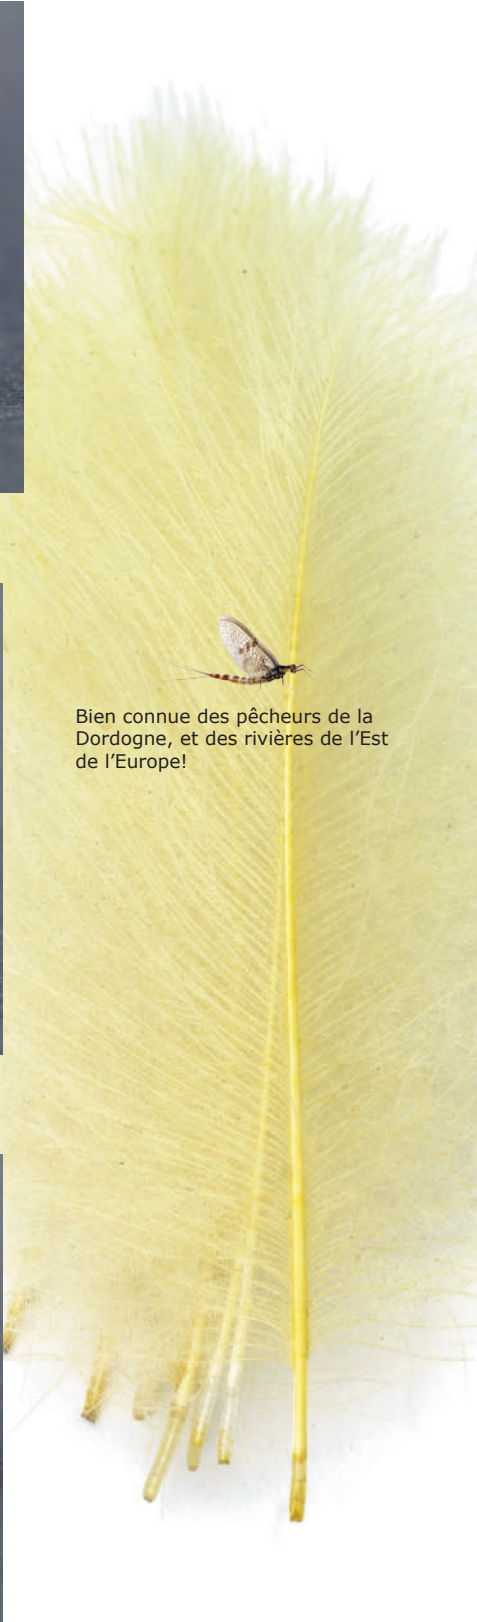 Bien connue des pêcheurs de la
Dordogne, et des rivières de l’Est
de l’Europe!